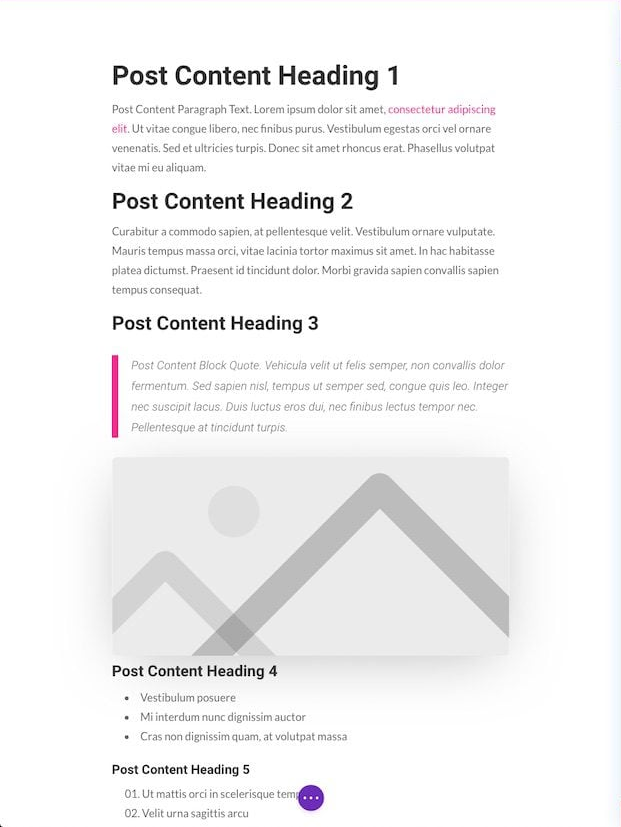 Post Content Heading 1
Post Content Paragraph Text. Lorem ipsum dolor sit amet, consectetur adipiscing
elit. Ut vitae congue libero, nec finibus purus. Vestibulum egestas orci vel ornare
venenatis. Sed et ultricies turpis. Donec sit amet rhoncus erat. Phasellus volutpat
vitae mi eu aliquam.
Post Content Heading 2
Curabitur a commodo sapien, at pellentesque velit. Vestibulum ornare vulputate.
Mauris tempus massa orci, vitae lacinia tortor maximus sit amet. In hac habitasse
platea dictumst. Praesent id tincidunt dolor. Morbi gravida sapien convallis sapien
tempus consequat.
Post Content Heading 3
Post Content Block Quote. Vehicula velit ut felis semper, non convallis dolor
fermentum. Sed sapien nisl, tempus ut semper sed, congue quis leo. Integer
nec suscipit lacus. Duis luctus eros dui, nec finibus lectus tempor nec.
Pellentesque at tincidunt turpis.
Post Content Heading 4
• Vestibulum posuere
• Mi interdum nunc dignissim auctor
• Cras non dignissim quam, at volutpat massa
Post Content Heading 5
01. Ut mattis orci in scelerisque
02. Velit urna sagittis arcu